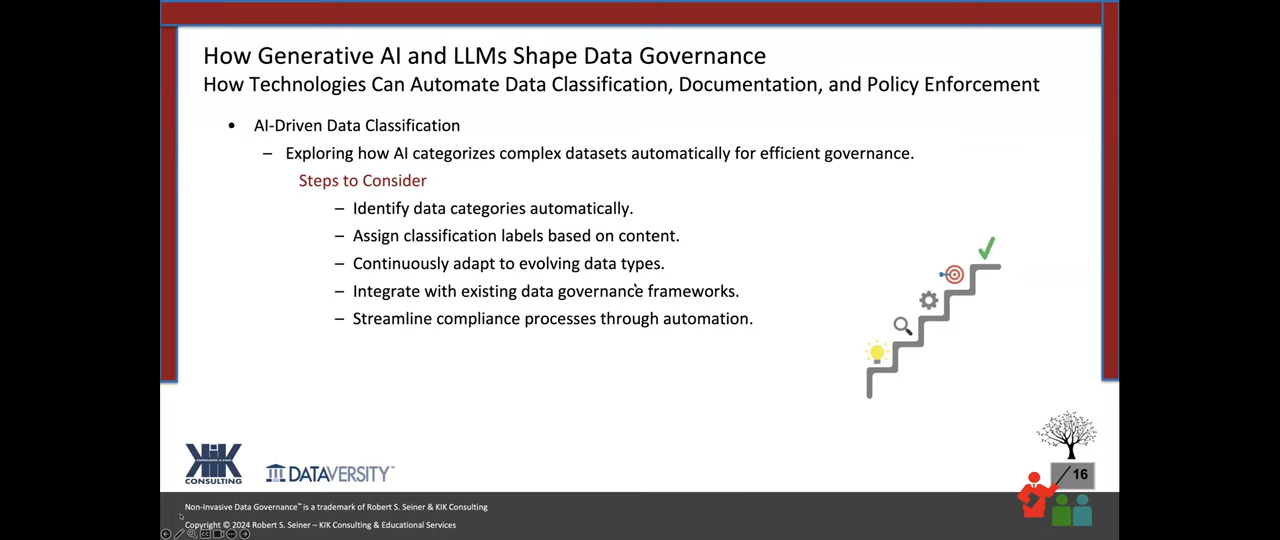 How Generative AI and LLMs Shape Data Governance
How Technologies Can Automate Data Classification, Documentation, and Policy Enforcement
• AI-Driven Data Classification
– Exploring how AI categorizes complex datasets automatically for efficient governance.
Steps to Consider
– Identify data categories automatically.
– Assign classification labels based on content.
– Continuously adapt to evolving data types.
– Integrate with existing data governance frameworks.
– Streamline compliance processes through automation.
KIK
CONSULTING
DATAVERSITY™
16
Non-Invasive Data Governance™ is a trademark of Robert S. Seiner & KIK Consulting
Copyright © 2024 Robert S. Seiner – KIK Consulting & Educational Services